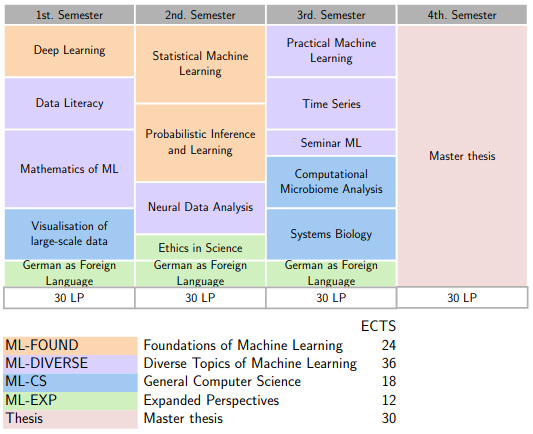 1st. Semester 2nd. Semester 3rd. Semester 4th. Semester
Deep Learning
Data Literacy
Mathematics of ML
Visualisation of
large-scale data
German as Foreign
Language
30 LP
Statistical Machine
Learning
Probabilistic Inference
and Learning
Neural Data Analysis
Ethics in Science
German as Foreign
Language
30 LP
Practical Machine
Learning
Time Series
Seminar ML
Computational
Microbiome Analysis
Systems Biology
German as Foreign
Language
30 LP
Master thesis
30 LP
ECTS
ML-FOUND Foundations of Machine Learning 24
ML-DIVERSE Diverse Topics of Machine Learning 36
ML-CS General Computer Science 18
ML-EXP Expanded Perspectives 12
Thesis Master thesis 30